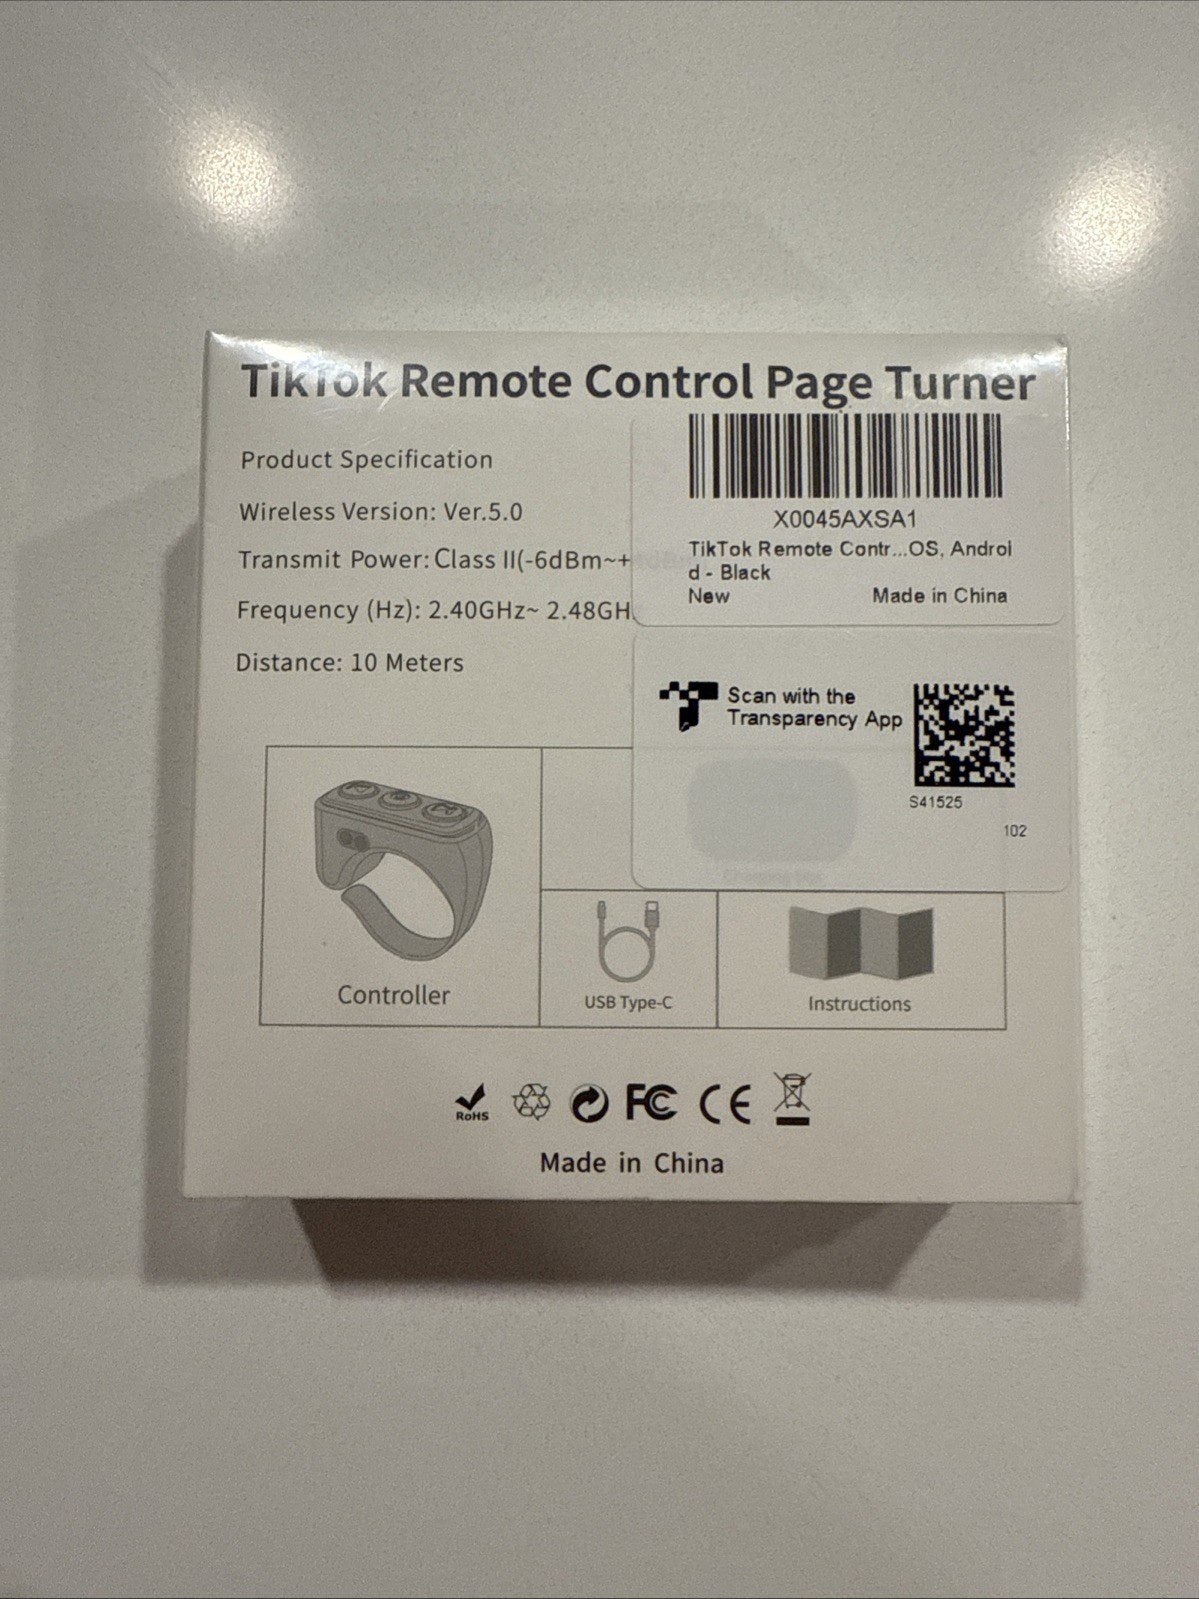 TikTok Remote Control Page Turner
Product Specification
Wireless Version: Ver.5.0
Transmit Power: Class II(-6dBm~+
Frequency (Hz): 2.40GHz~ 2.48GH
Distance: 10 Meters
X0045AXSA1
TikTok Remote Contr...OS, Androi
d - Black
New Made in China
Scan with the
Transparency App
S41525
102
Controller
USB Type-C
Instructions
RoHS FC CE
Made in China